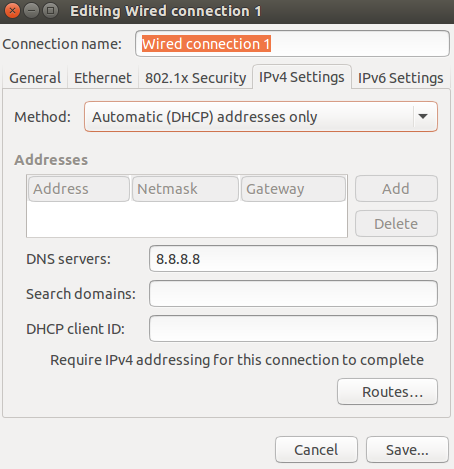 Editing Wired connection 1
Connection name: Wired connection 1
General Ethernet 802.1x Security IPv4 Settings IPv6 Settings
Method: Automatic (DHCP) addresses only
Addresses
Address Netmask Gateway Add
Delete
DNS servers: 8.8.8.8
Search domains:
DHCP client ID:
Require IPv4 addressing for this connection to complete
Routes...
Cancel Save...